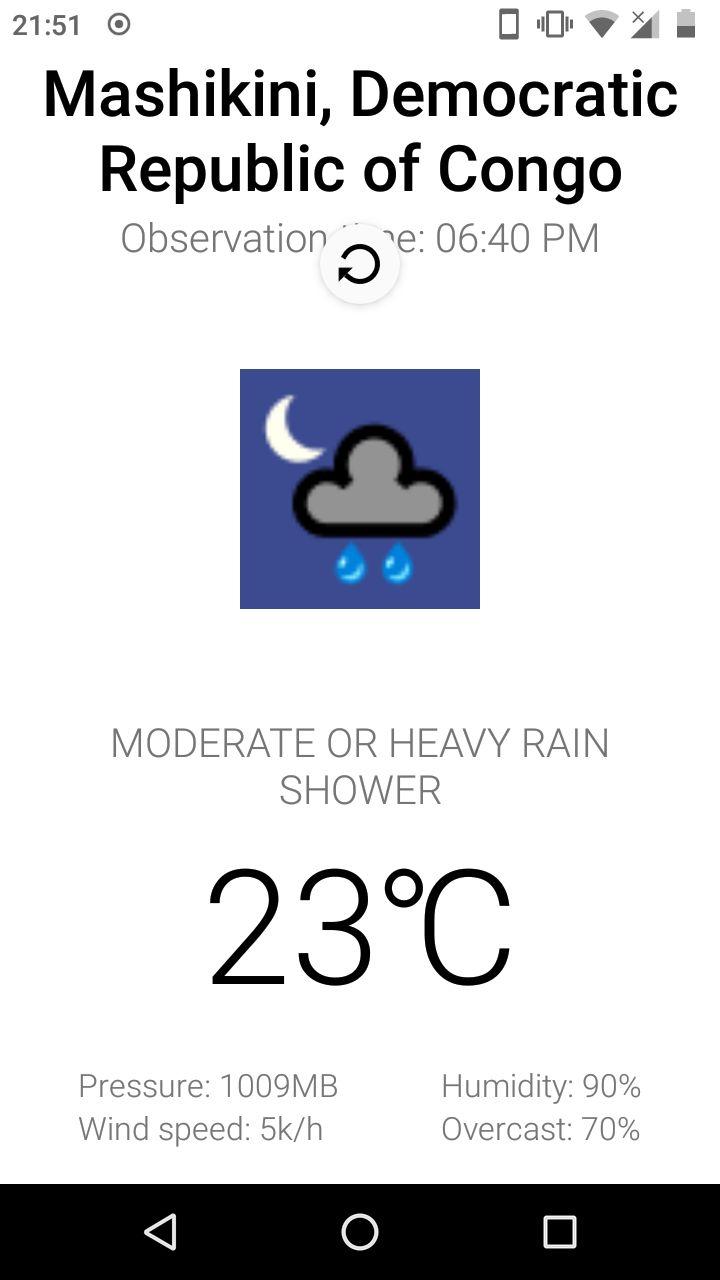 21:51
Mashikini, Democratic
Republic of Congo
Observation e: 06:40 PM
MODERATE OR HEAVY RAIN
SHOWER
23°C
Pressure: 1009MB
Humidity: 90%
Wind speed: 5k/h
Overcast: 70%